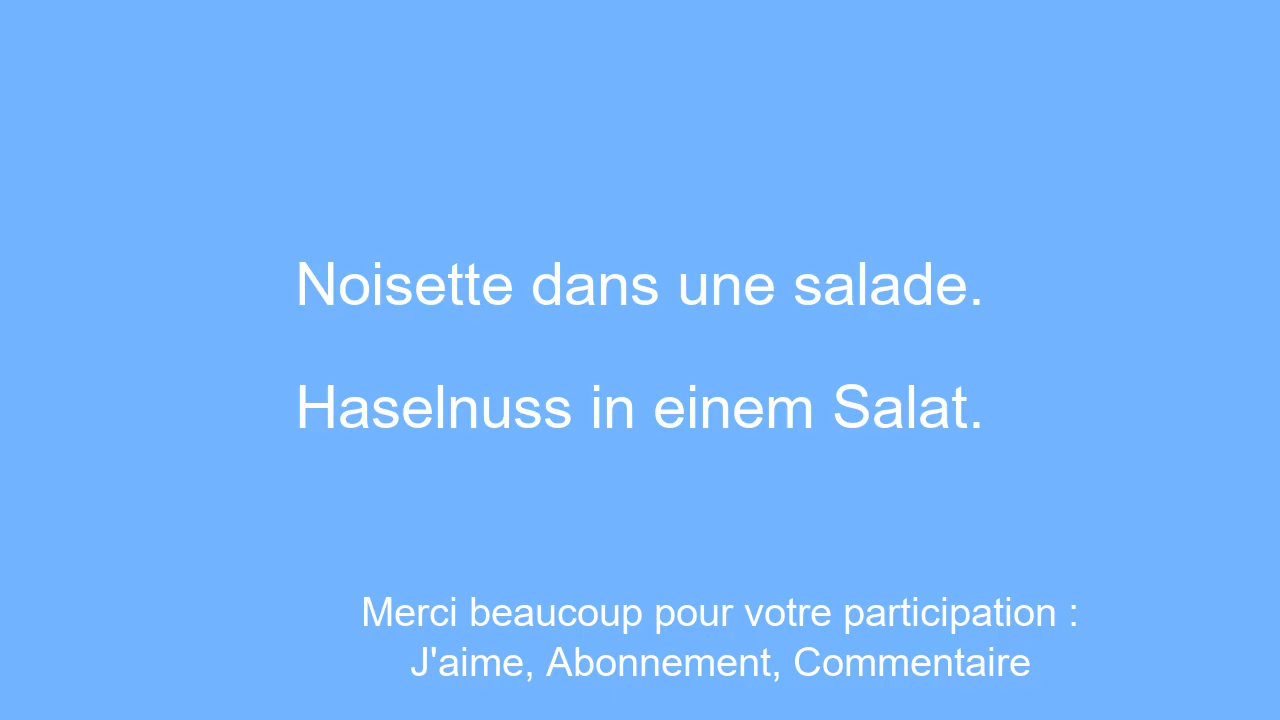 Noisette dans une salade.
Haselnuss in einem Salat.
Merci beaucoup pour votre participation :
J'aime, Abonnement, Commentaire